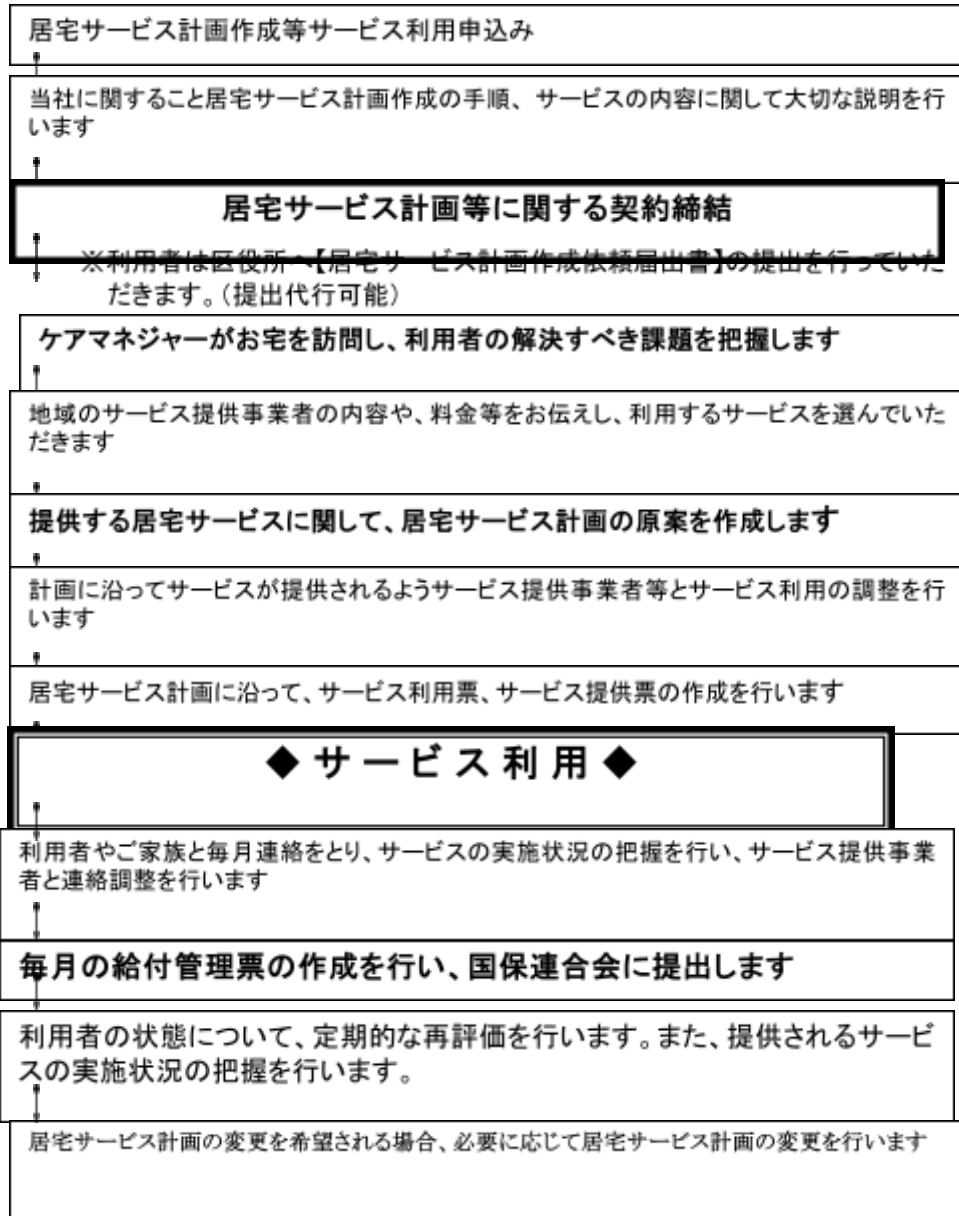 居宅サービス計画作成等サービス利用申込み
当社に関すること居宅サービス計画作成の手順、サービスの内容に関して大切な説明を行
います
居宅サービス計画等に関する契約締結
※利用者は区役所へ【居宅サービス計画作成依頼届出書】の提出を行っていた
だきます。（提出代行可能）
ケアマネジャーがお宅を訪問し、利用者の解決すべき課題を把握します
地域のサービス提供事業者の内容や、料金等をお伝えし、利用するサービスを選んでいた
だきます
提供する居宅サービスに関して、居宅サービス計画の原案を作成します
計画に沿ってサービスが提供されるようサービス提供事業者等とサービス利用の調整を行
います
居宅サービス計画に沿って、サービス利用票、サービス提供票の作成を行います
◆サービス利用◆
利用者やご家族と毎月連絡をとり、サービスの実施状況の把握を行い、サービス提供事業
者と連絡調整を行います
毎月の給付管理票の作成を行い、国保連合会に提出します
利用者の状態について、定期的な再評価を行います。また、提供されるサービ
スの実施状況の把握を行います。
居宅サービス計画の変更を希望される場合、必要に応じて居宅サービス計画の変更を行います